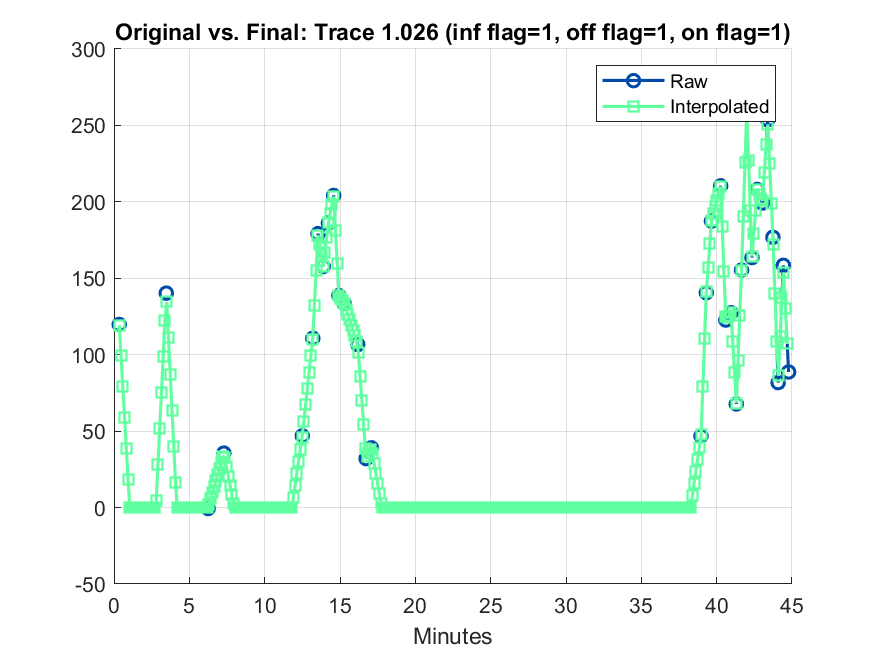 Original vs. Final: Trace 1.026 (inf flag=1, off flag=1, on flag=1)
300
250
200
150
100
50
0
-50
Raw
Interpolated
0 5 10 15 20 25 30 35 40 45
Minutes